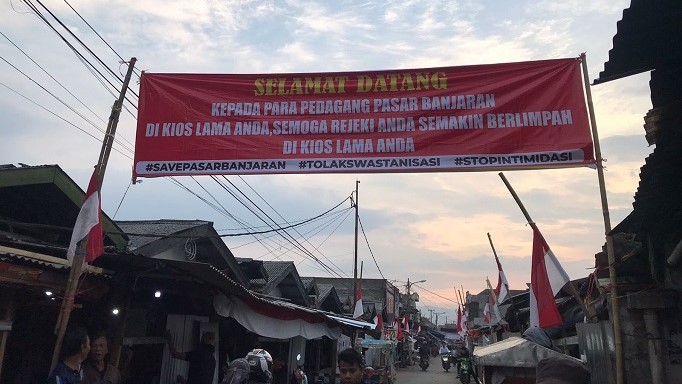 SELAMAT DATANG
KEPADA PARA PEDAGANG PASAR BANJARAN
DI KIOS LAMA ANDA,SEMOGA REJEKI ANDA SEMAKIN BERLIMPAH
DI KIOS LAMA ANDA
#SAVEPASARBANJARAN #TOLAKSWASTANISASI #STOPINTIMIDASI